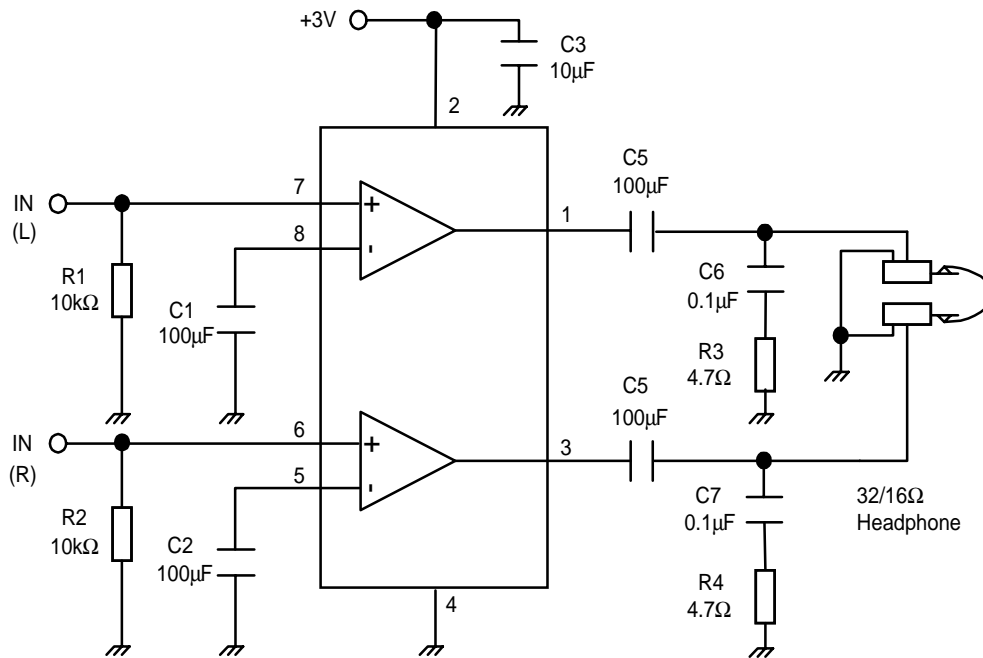 +3V
C3
10μF
2
C5
100μF
IN
(L)
7
+
1
8
-
R1
10kΩ
C1
100μF
C6
0.1μF
R3
4.7Ω
C5
100μF
IN
(R)
6
+
3
5
-
R2
10kΩ
C2
100μF
C7
0.1μF
32/16Ω
Headphone
4
R4
4.7Ω